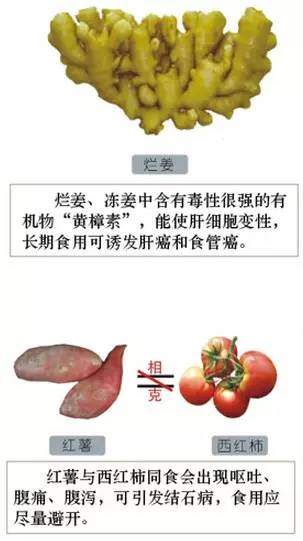 烂姜
烂姜、冻姜中含有毒性很强的有
机物“黄樟素”，能使肝细胞变性，
长期食用可诱发肝癌和食管癌。
相
克
红薯
西红柿
红薯与西红柿同食会出现呕吐、
腹痛、腹泻，可引发结石病，食用应
尽量避开。